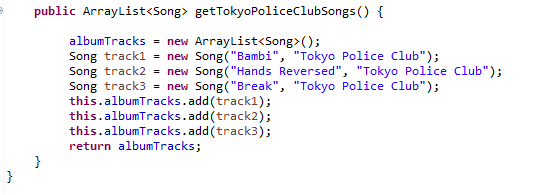 public ArrayList<Song> getTokyoPoliceClubSongs() {
albumTracks = new ArrayList<Song>();
Song track1 = new Song("Bambi", "Tokyo Police Club");
Song track2 = new Song("Hands Reversed", "Tokyo Police Club");
Song track3 = new Song("Break", "Tokyo Police Club");
this.albumTracks.add(track1);
this.albumTracks.add(track2);
this.albumTracks.add(track3);
return albumTracks;
}
}